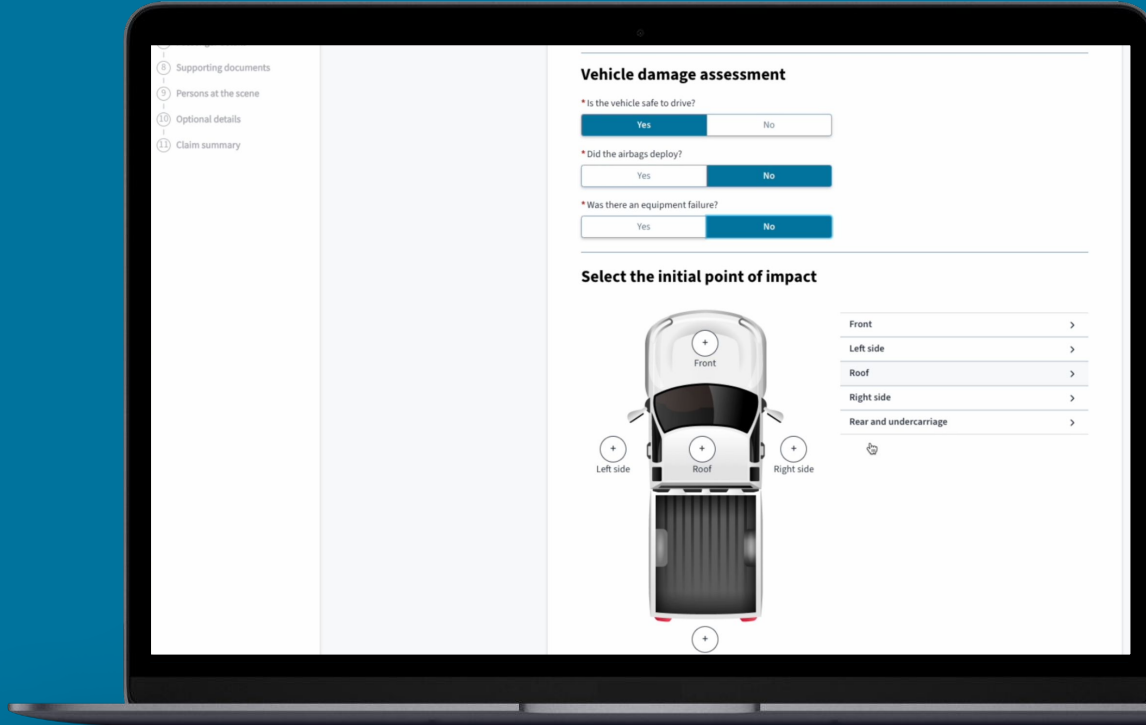 8 Supporting documents
9 Persons at the scene
10 Optional details
11 Claim summary
Vehicle damage assessment
* Is the vehicle safe to drive?
Yes No
* Did the airbags deploy?
Yes No
* Was there an equipment failure?
Yes No
Select the initial point of impact
+
Front
+
Left side
+
Roof
+
Right side
+
Front >
Left side >
Roof >
Right side >
Rear and undercarriage >